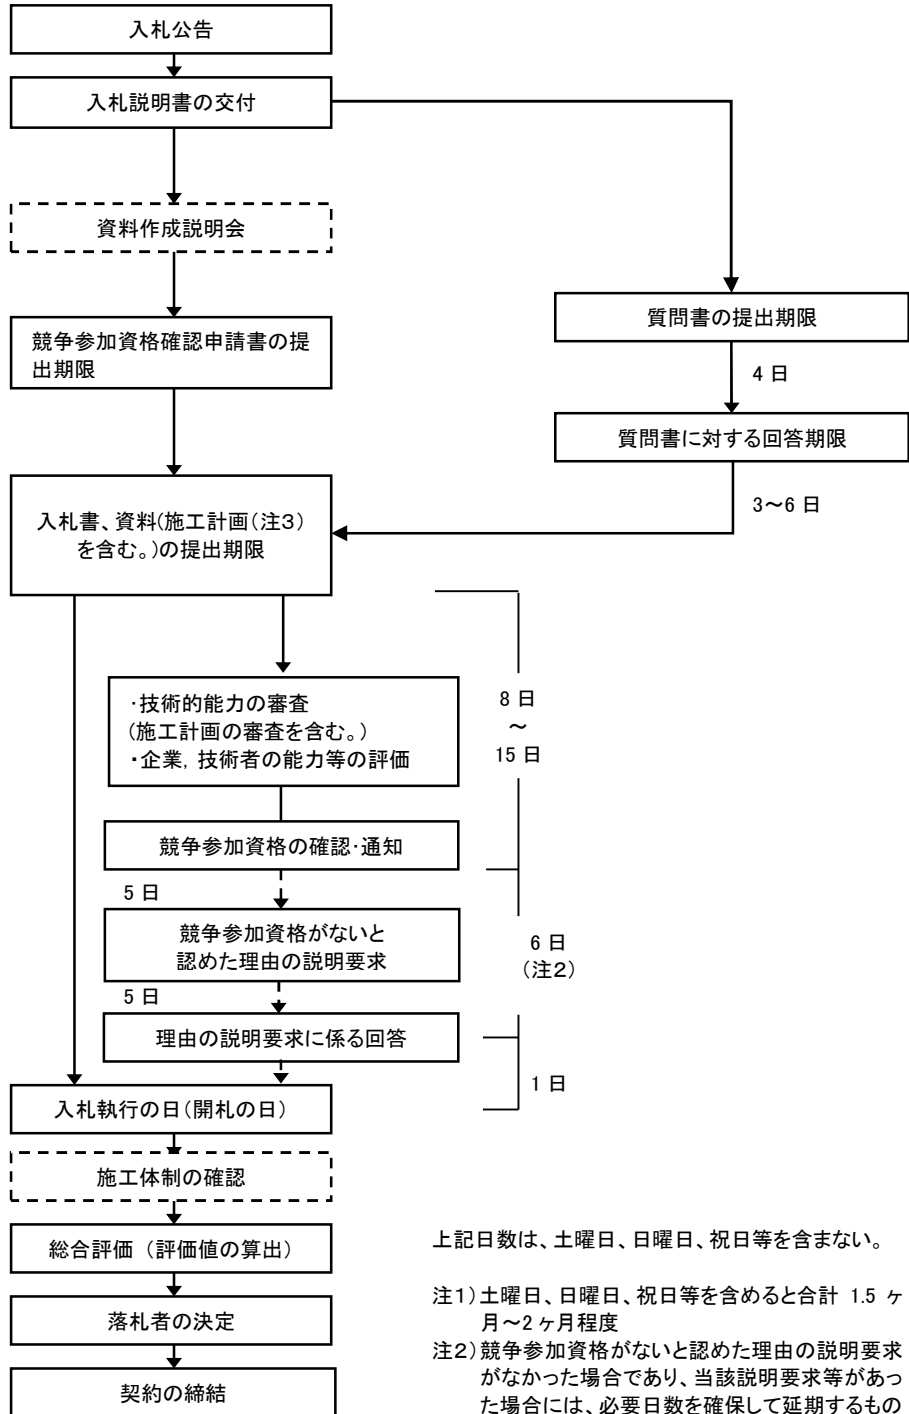 入札公告
入札説明書の交付
資料作成説明会
競争参加資格確認申請書の提
出期限
質問書の提出期限
4 日
質問書に対する回答期限
3~6 日
入札書、資料(施工計画(注3)
を含む。)の提出期限
・技術的能力の審査
(施工計画の審査を含む。)
・企業, 技術者の能力等の評価
8 日
~
15 日
競争参加資格の確認・通知
5 日
競争参加資格がないと
認めた理由の説明要求
6 日
(注2)
5 日
理由の説明要求に係る回答
1 日
入札執行の日(開札の日)
施工体制の確認
総合評価 (評価値の算出)
落札者の決定
契約の締結
上記日数は、土曜日、日曜日、祝日等を含まない。
注1)土曜日、日曜日、祝日等を含めると合計 1.5 ヶ
月~2 ヶ月程度
注2)競争参加資格がないと認めた理由の説明要求
がなかった場合であり、当該説明要求等があっ
た場合には、必要日数を確保して延期するもの